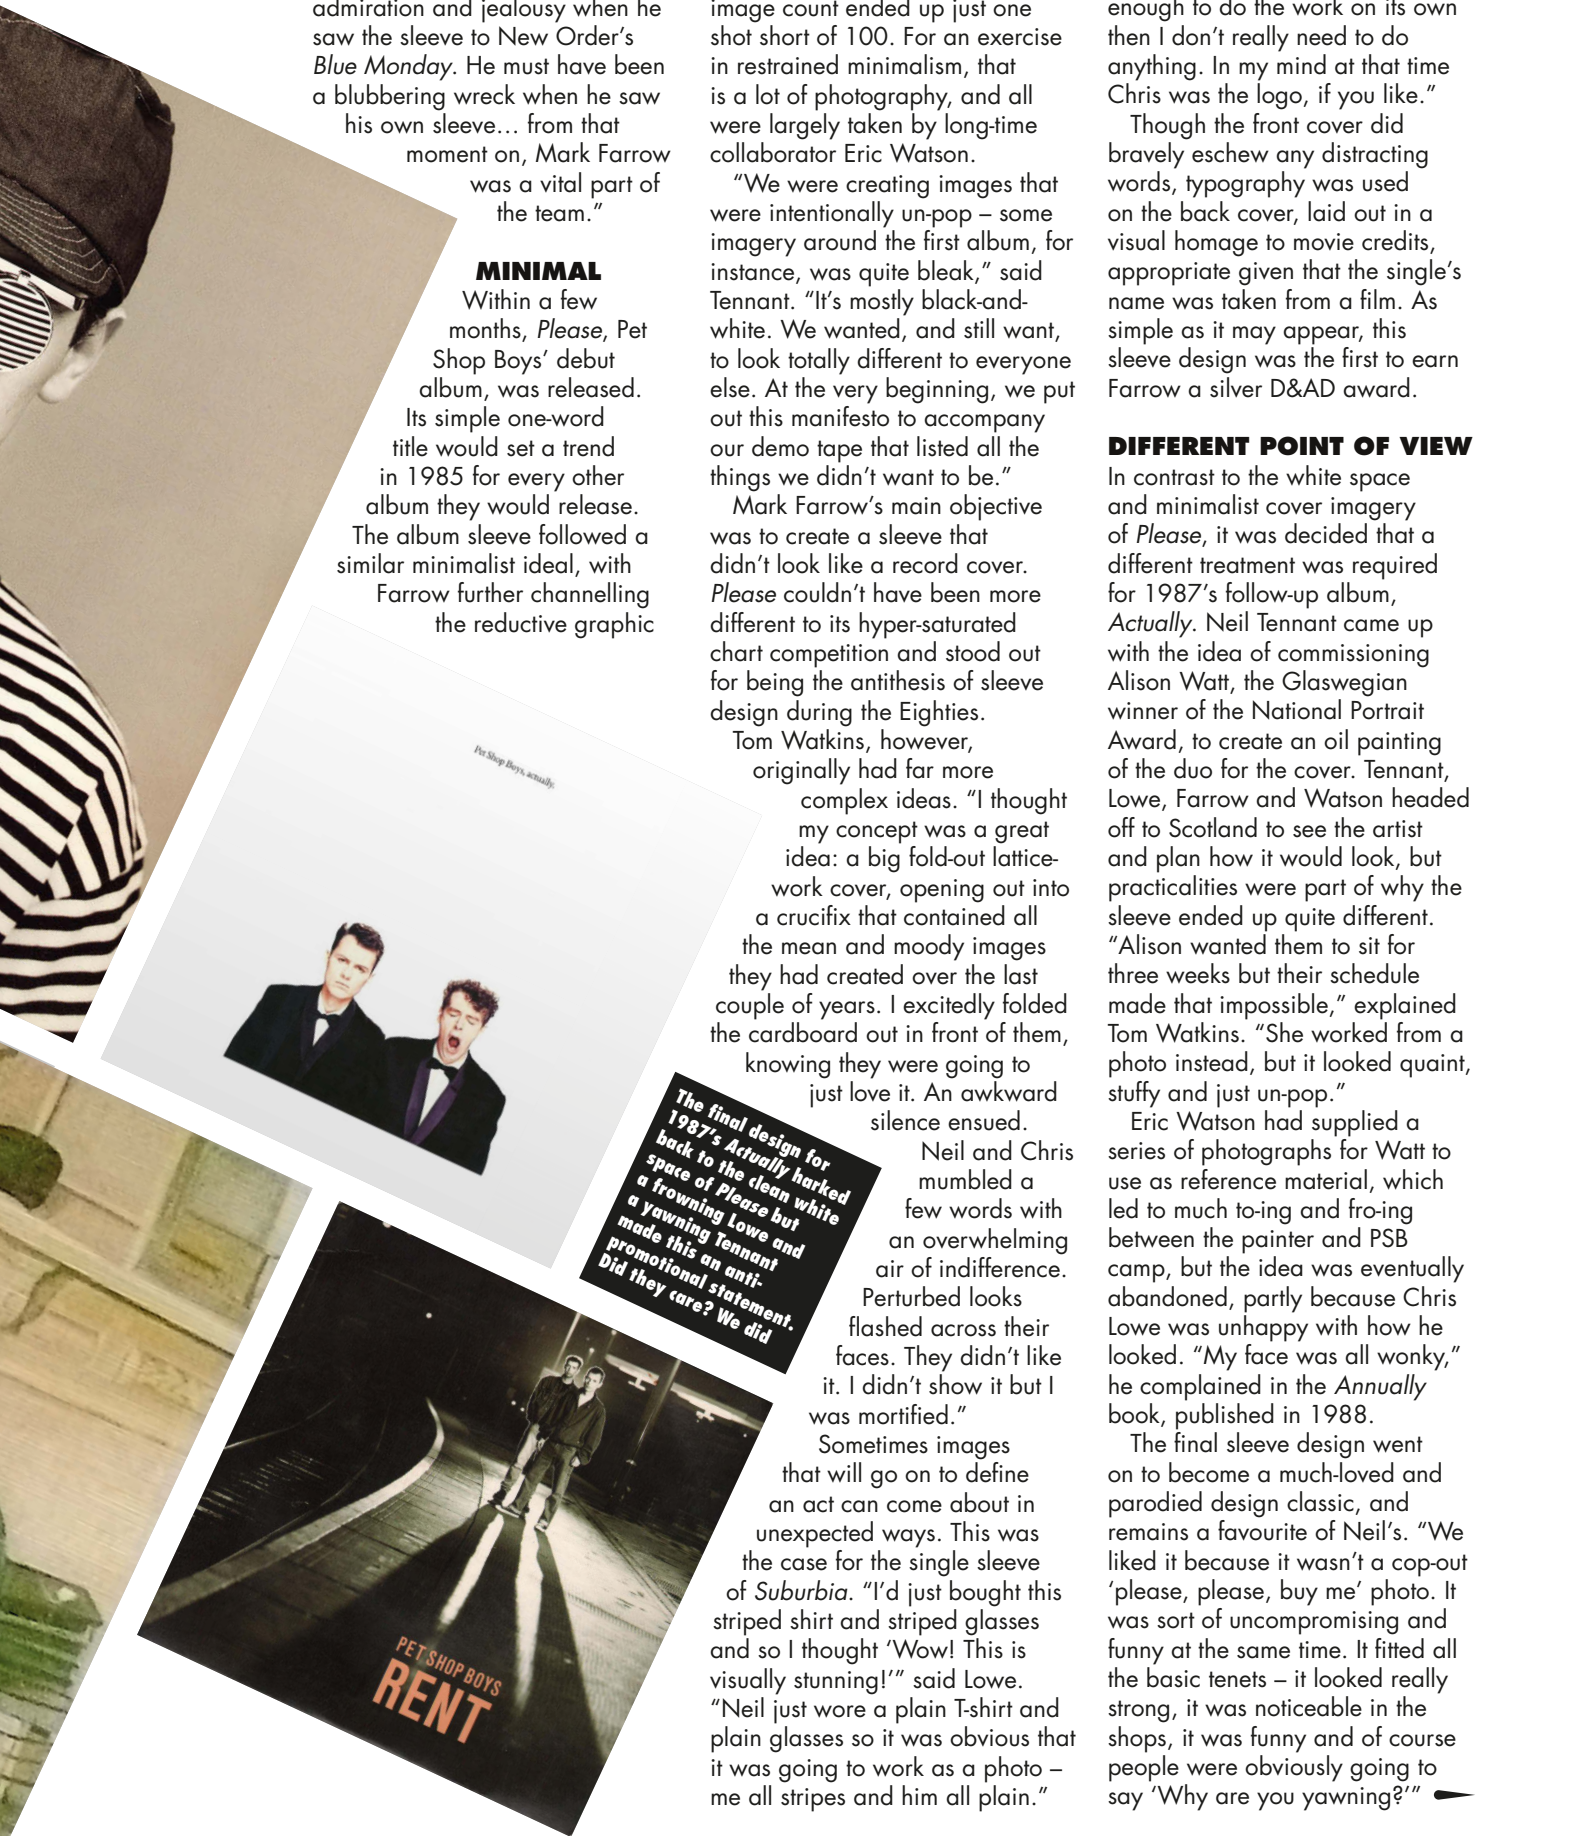 admiration and jealousy when he
saw the sleeve to New Order’s
Blue Monday. He must have been
a blubbering wreck when he saw
his own sleeve… from that
moment on, Mark Farrow
was a vital part of
the team.”
MINIMAL
Within a few
months, Please, Pet
Shop Boys’ debut
album, was released.
Its simple one-word
title would set a trend
in 1985 for every other
album they would release.
The album sleeve followed a
similar minimalist ideal, with
Farrow further channelling
the reductive graphic
image count ended up just one
shot short of 100. For an exercise
in restrained minimalism, that
is a lot of photography, and all
were largely taken by long-time
collaborator Eric Watson.
“We were creating images that
were intentionally un-pop – some
imagery around the first album, for
instance, was quite bleak,” said
Tennant. “It’s mostly black-and-
white. We wanted, and still want,
to look totally different to everyone
else. At the very beginning, we put
out this manifesto to accompany
our demo tape that listed all the
things we didn’t want to be.”
Mark Farrow’s main objective
was to create a sleeve that
didn’t look like a record cover.
Please couldn’t have been more
different to its hyper-saturated
chart competition and stood out
for being the antithesis of sleeve
design during the Eighties.
Tom Watkins, however,
originally had far more
complex ideas. “I thought
my concept was a great
idea: a big fold-out lattice-
work cover, opening out into
a crucifix that contained all
the mean and moody images
they had created over the last
couple of years. I excitedly folded
the cardboard out in front of them,
knowing they were going to
just love it. An awkward
silence ensued.
Neil and Chris
mumbled a
few words with
an overwhelming
air of indifference.
Perturbed looks
flashed across their
faces. They didn’t like
it. I didn’t show it but I
was mortified.”
Sometimes images
that will go on to define
an act can come about in
unexpected ways. This was
the case for the single sleeve
of Suburbia. “I’d just bought this
striped shirt and striped glasses
and so I thought ‘Wow! This is
visually stunning!’” said Lowe.
“Neil just wore a plain T-shirt and
plain glasses so it was obvious that
it was going to work as a photo –
me all stripes and him all plain.”
enough to do the work on its own
then I don’t really need to do
anything. In my mind at that time
Chris was the logo, if you like.”
Though the front cover did
bravely eschew any distracting
words, typography was used
on the back cover, laid out in a
visual homage to movie credits,
appropriate given that the single’s
name was taken from a film. As
simple as it may appear, this
sleeve design was the first to earn
Farrow a silver D&AD award.
DIFFERENT POINT OF VIEW
In contrast to the white space
and minimalist cover imagery
of Please, it was decided that a
different treatment was required
for 1987’s follow-up album,
Actually. Neil Tennant came up
with the idea of commissioning
Alison Watt, the Glaswegian
winner of the National Portrait
Award, to create an oil painting
of the duo for the cover. Tennant,
Lowe, Farrow and Watson headed
off to Scotland to see the artist
and plan how it would look, but
practicalities were part of why the
sleeve ended up quite different.
“Alison wanted them to sit for
three weeks but their schedule
made that impossible,” explained
Tom Watkins. “She worked from a
photo instead, but it looked quaint,
stuffy and just un-pop.”
Eric Watson had supplied a
series of photographs for Watt to
use as reference material, which
led to much to-ing and fro-ing
between the painter and PSB
camp, but the idea was eventually
abandoned, partly because Chris
Lowe was unhappy with how he
looked. “My face was all wonky,”
he complained in the Annually
book, published in 1988.
The final sleeve design went
on to become a much-loved and
parodied design classic, and
remains a favourite of Neil’s. “We
liked it because it wasn’t a cop-out
‘please, please, buy me’ photo. It
was sort of uncompromising and
funny at the same time. It fitted all
the basic tenets – it looked really
strong, it was noticeable in the
shops, it was funny and of course
people were obviously going to
say ‘Why are you yawning?’”
Pet Shop Boys, actually.
The final design for
1987’s Actually harked
back to the clean white
space of Please but
a frowning Lowe and
a yawning Tennant
made this an anti-
promotional statement.
Did they care? We did
PET SHOP BOYS
RENT